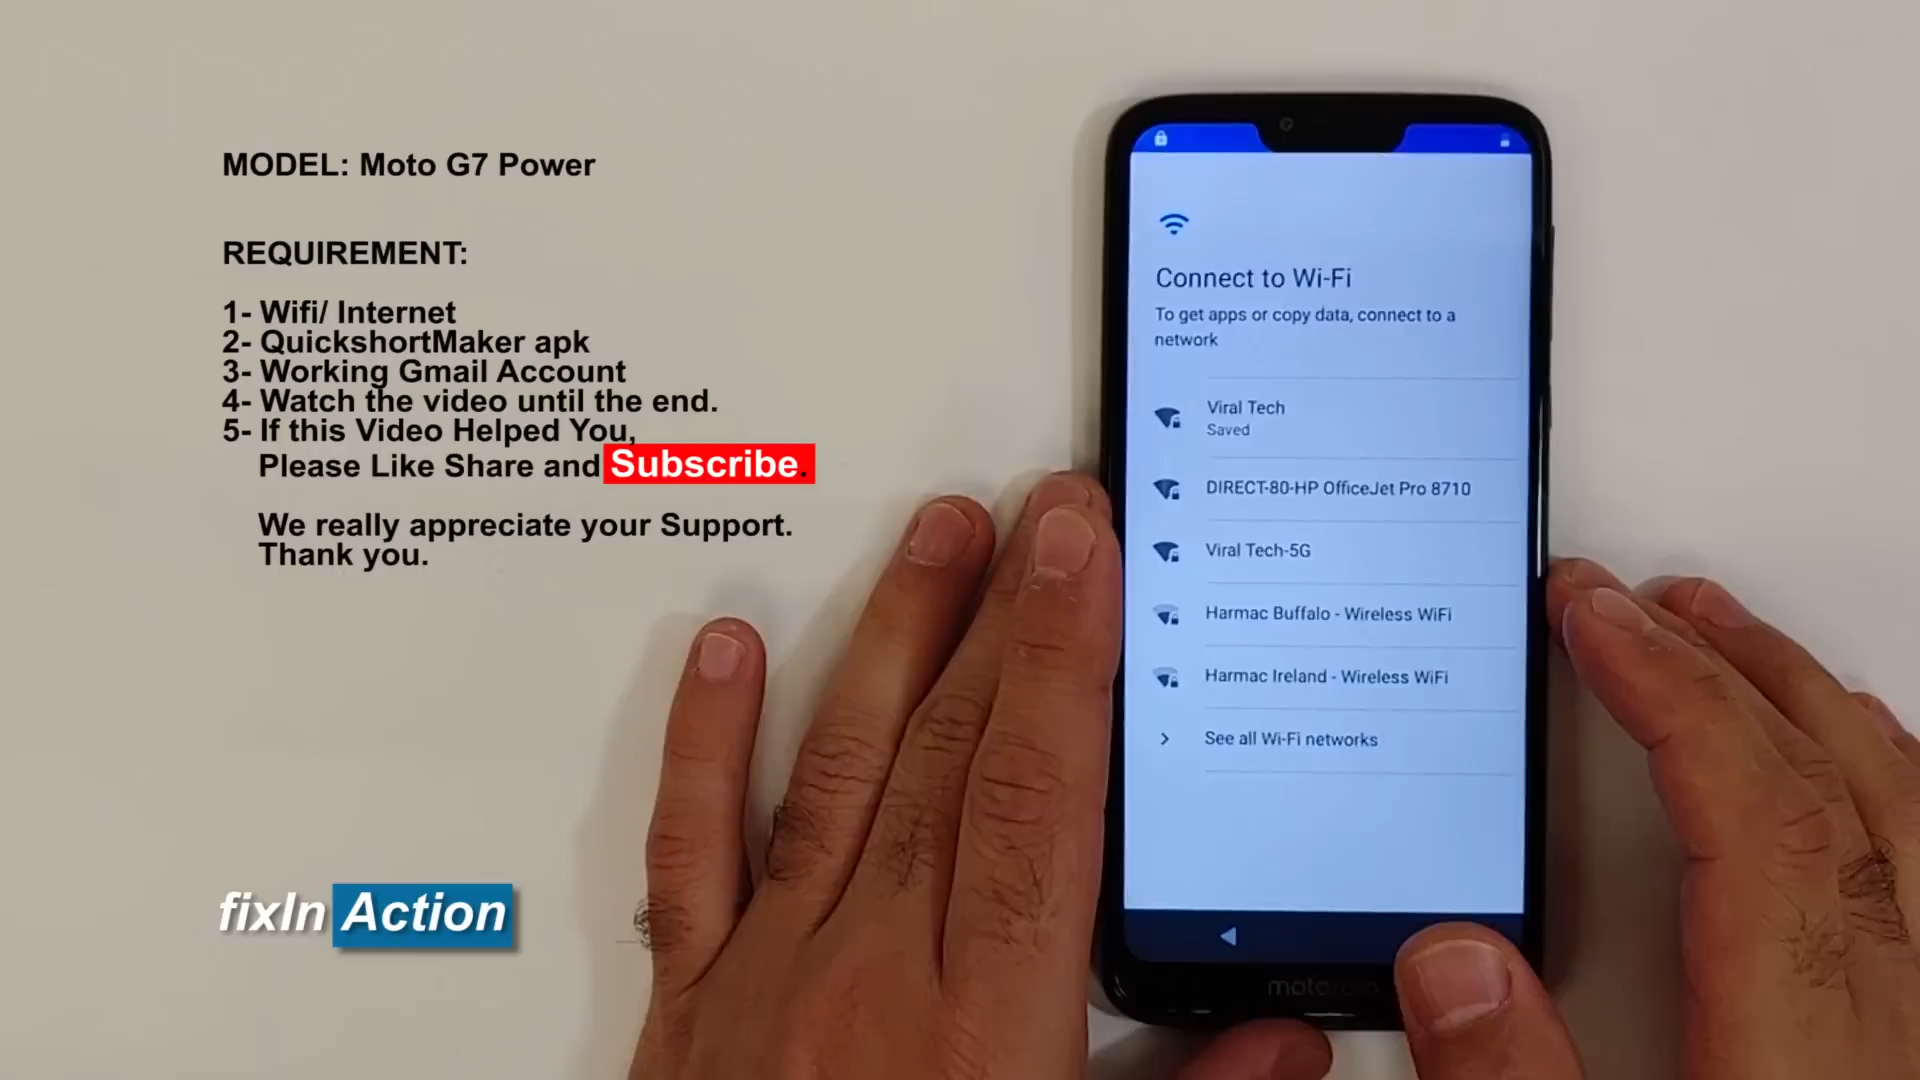 MODEL: Moto G7 Power
REQUIREMENT:
1- Wifi/ Internet
2- QuickshortMaker apk
3- Working Gmail Account
4- Watch the video until the end.
5- If this Video Helped You,
Please Like Share and Subscribe.
We really appreciate your Support.
Thank you.
fixIn Action
Connect to Wi-Fi
To get apps or copy data, connect to a
network
Viral Tech
Saved
DIRECT-80-HP OfficeJet Pro 8710
Viral Tech-5G
Harmac Buffalo - Wireless WiFi
Harmac Ireland - Wireless WiFi
See all Wi-Fi networks
motorola